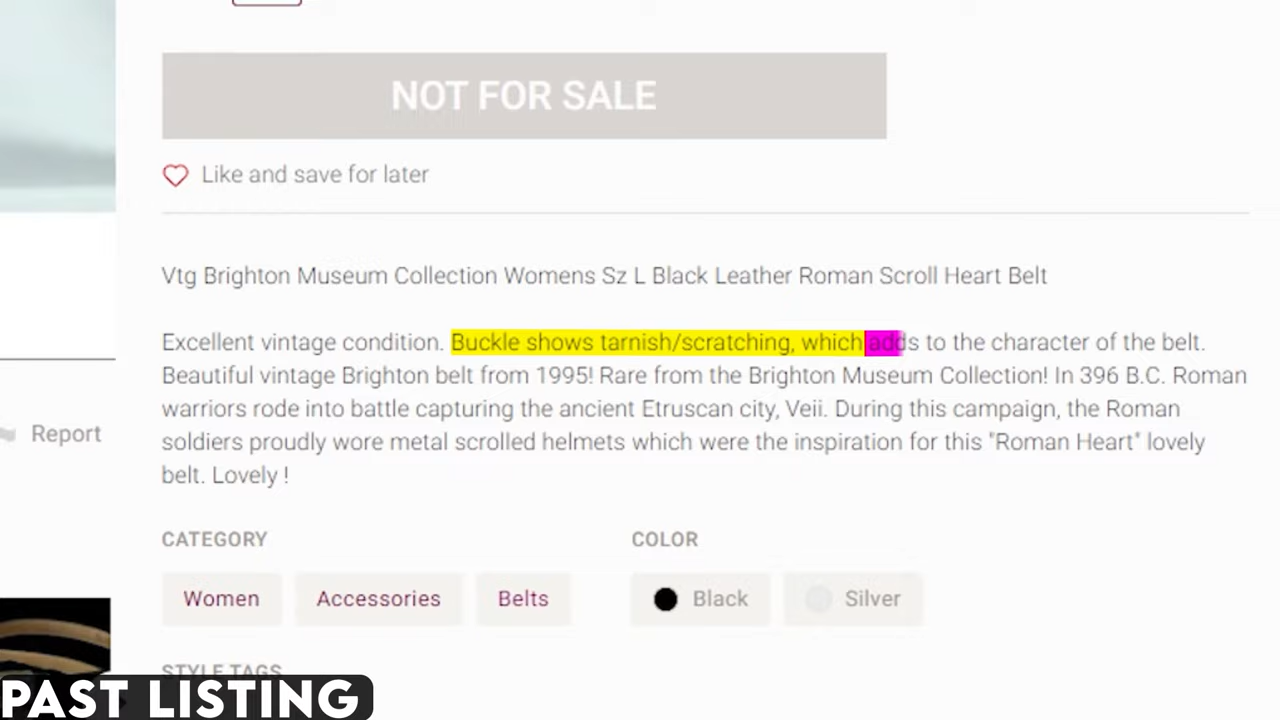 NOT FOR SALE
Like and save for later
Vtg Brighton Museum Collection Womens Sz L Black Leather Roman Scroll Heart Belt
Excellent vintage condition. Buckle shows tarnish/scratching, which adds to the character of the belt.
Beautiful vintage Brighton belt from 1995! Rare from the Brighton Museum Collection! In 396 B.C. Roman
warriors rode into battle capturing the ancient Etruscan city, Veii. During this campaign, the Roman
soldiers proudly wore metal scrolled helmets which were the inspiration for this "Roman Heart" lovely
belt. Lovely !
Report
CATEGORY
Women Accessories Belts
COLOR
Black Silver
STYLE TAGS
PAST LISTING